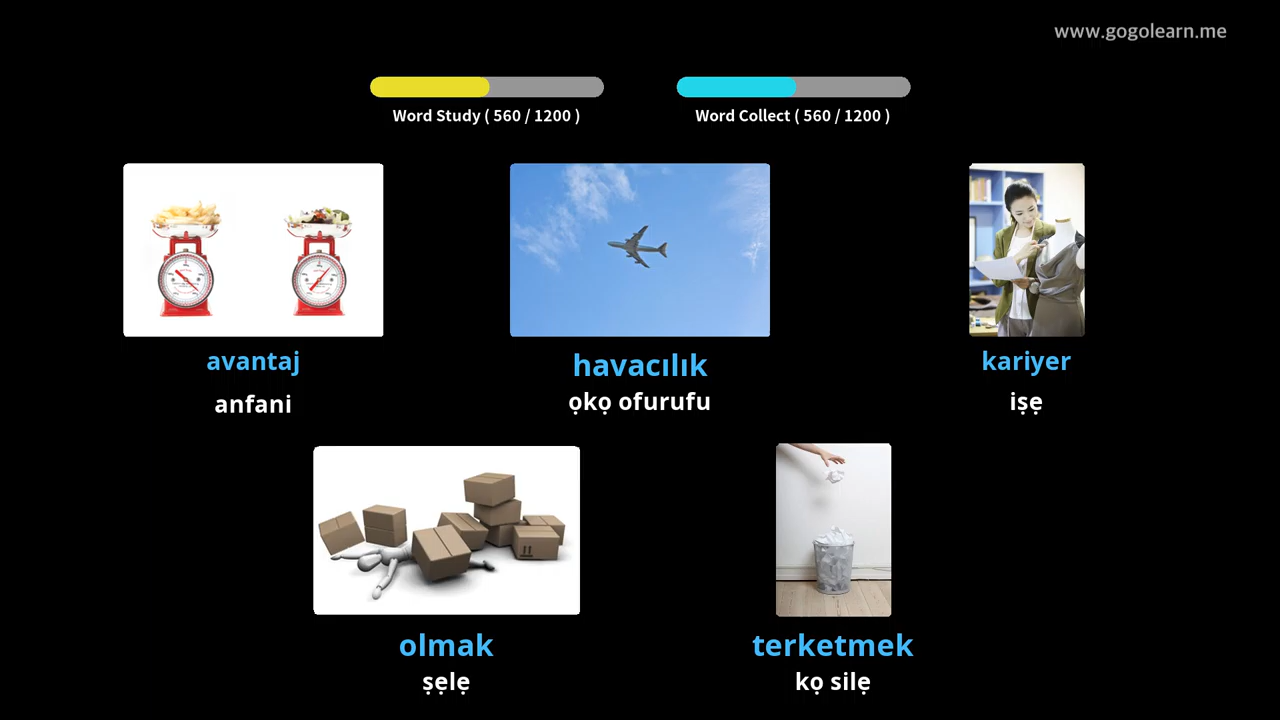 www.gogolearn.me
Word Study ( 560 / 1200 )
Word Collect ( 560 / 1200 )
avantaj
anfani
havacılık
ọkọ ofurufu
kariyer
iṣẹ
olmak
ṣẹlẹ
terketmek
kọ silẹ